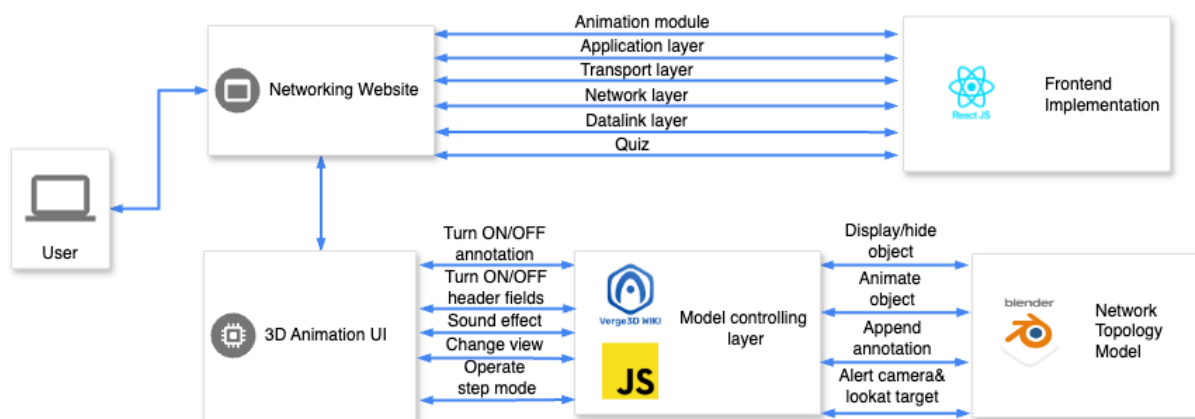 Animation module
Application layer
Transport layer
Network layer
Datalink layer
Quiz
Networking Website
React JS
Frontend
Implementation
User
3D Animation UI
Turn ON/OFF
annotation
Turn ON/OFF
header fields
Sound effect
Change view
Operate
step mode
Verge3D WIKI
JS
Model controlling
layer
Display/hide
object
Animate
object
Append
annotation
Alert camera&
lookat target
blender
Network
Topology
Model